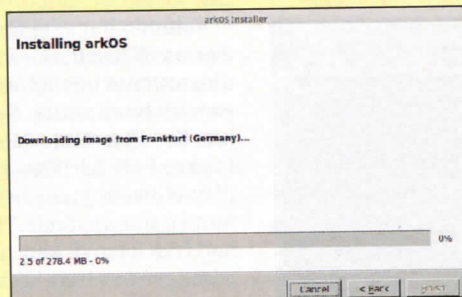 arkOS Installer
Installing arkOS
Downloading image from Frankfurt (Germany)...
0%
2.5 of 278.4 MB - 0%
Cancel
< Back